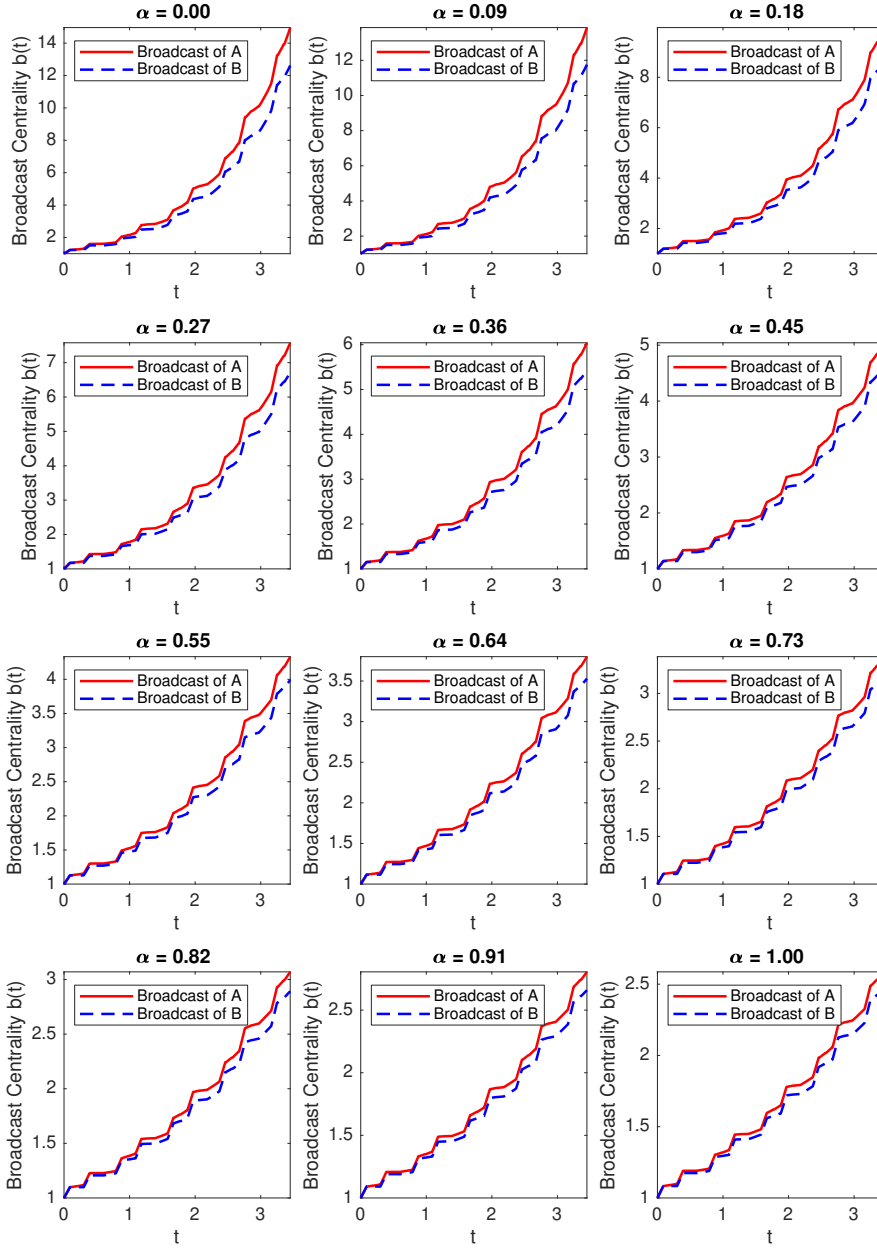 α = 0.00
Broadcast Centrality b(t)
14
12
10
8
6
4
2
0
1
2
3
t
Broadcast of A
Broadcast of B
α = 0.09
Broadcast Centrality b(t)
12
10
8
6
4
2
0
1
2
3
t
Broadcast of A
Broadcast of B
α = 0.18
Broadcast Centrality b(t)
8
6
4
2
0
1
2
3
t
Broadcast of A
Broadcast of B
α = 0.27
Broadcast Centrality b(t)
7
6
5
4
3
2
1
0
1
2
3
t
Broadcast of A
Broadcast of B
α = 0.36
Broadcast Centrality b(t)
6
5
4
3
2
1
0
1
2
3
t
Broadcast of A
Broadcast of B
α = 0.45
Broadcast Centrality b(t)
5
4
3
2
1
0
1
2
3
t
Broadcast of A
Broadcast of B
α = 0.55
Broadcast Centrality b(t)
4
3.5
3
2.5
2
1.5
1
0
1
2
3
t
Broadcast of A
Broadcast of B
α = 0.64
Broadcast Centrality b(t)
3.5
3
2.5
2
1.5
1
0
1
2
3
t
Broadcast of A
Broadcast of B
α = 0.73
Broadcast Centrality b(t)
3
2.5
2
1.5
1
0
1
2
3
t
Broadcast of A
Broadcast of B
α = 0.82
Broadcast Centrality b(t)
3
2.5
2
1.5
1
0
1
2
3
t
Broadcast of A
Broadcast of B
α = 0.91
Broadcast Centrality b(t)
2.5
2
1.5
1
0
1
2
3
t
Broadcast of A
Broadcast of B
α = 1.00
Broadcast Centrality b(t)
2.5
2
1.5
1
0
1
2
3
t
Broadcast of A
Broadcast of B